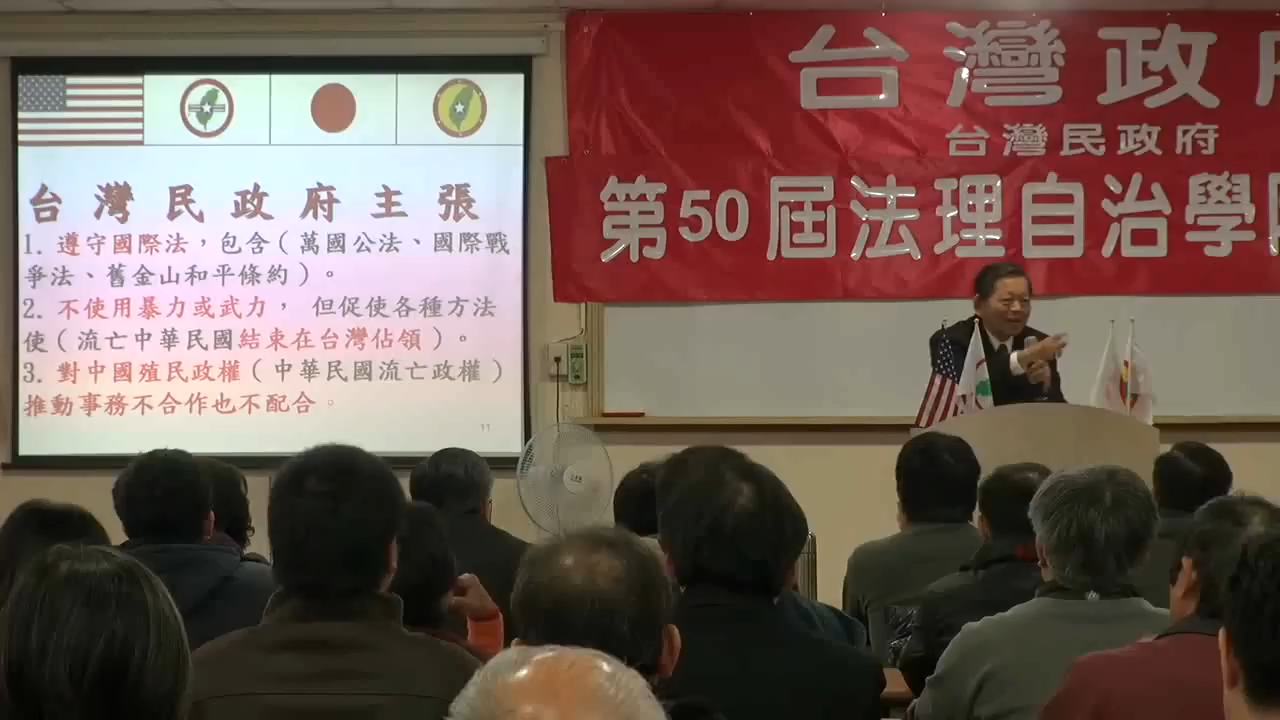 台灣民政府主張
1. 遵守國際法，包含（萬國公法、國際戰
爭法、舊金山和平條約）。
2. 不使用暴力或武力， 但促使各種方法
使（流亡中華民國結束在台灣佔領）。
3. 對中國殖民政權（中華民國流亡政權）
推動事務不合作也不配合。
11
台灣政府
台灣民政府
第50屆法理自治學